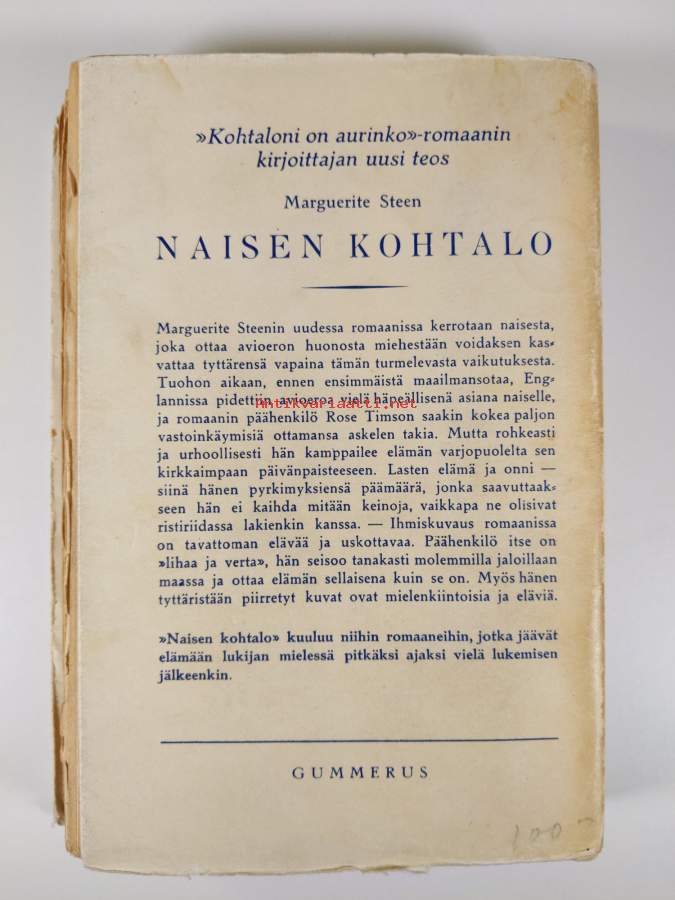 »Kohtaloni on aurinko»-romaanin
kirjoittajan uusi teos
Marguerite Steen
NAISEN KOHTALO
Marguerite Steenin uudessa romaanissa kerrotaan naisesta,
joka ottaa avioeron huonosta miehestään voidaksen kas-
vattaa tyttärensä vapaina tämän turmelevasta vaikutuksesta.
Tuohon aikaan, ennen ensimmäistä maailmansotaa, Eng-
lannissa pidettiin avioeroa vielä häpeällisenä asiana naiselle,
antikvariaatti.net
ja romaanin päähenkilö Rose Timson saakin kokea paljon
vastoinkäymisiä ottamansa askelen takia. Mutta rohkeasti
ja urhoollisesti hän kamppailee elämän varjopuolelta sen
kirkkaimpaan päivänpaisteeseen. Lasten elämä ja onni —
siinä hänen pyrkimyksiensä päämäärä, jonka saavuttaak-
seen hän ei kaihda mitään keinoja, vaikkapa ne olisivat
ristiriidassa lakienkin kanssa. — Ihmiskuvaus romaanissa
on tavattoman elävää ja uskottavaa. Päähenkilö itse on
»lihaa ja verta», hän seisoo tanakasti molemmilla jaloillaan
maassa ja ottaa elämän sellaisena kuin se on. Myös hänen
tyttäristään piirretyt kuvat ovat mielenkiintoisia ja eläviä.
»Naisen kohtalo» kuuluu niihin romaaneihin, jotka jäävät
elämään lukijan mielessä pitkäksi ajaksi vielä lukemisen
jälkeenkin.
GUMMERUS
100-